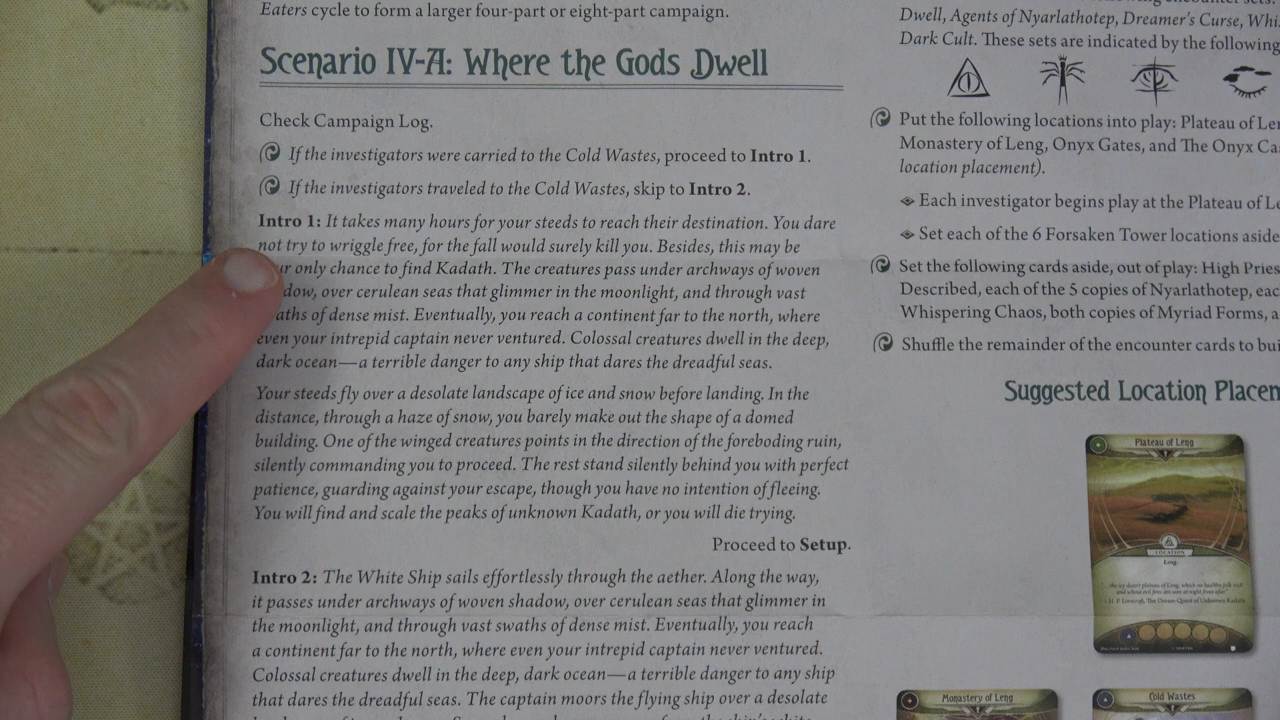 Eaters cycle to form a larger four-part or eight-part campaign.
Scenario IV-A: Where the Gods Dwell
Check Campaign Log.
If the investigators were carried to the Cold Wastes, proceed to Intro 1.
If the investigators traveled to the Cold Wastes, skip to Intro 2.
Intro 1: It takes many hours for your steeds to reach their destination. You dare
not try to wriggle free, for the fall would surely kill you. Besides, this may be
only chance to find Kadath. The creatures pass under archways of woven
over cerulean seas that glimmer in the moonlight, and through vast
of dense mist. Eventually, you reach a continent far to the north, where
even your intrepid captain never ventured. Colossal creatures dwell in the deep,
dark ocean—a terrible danger to any ship that dares the dreadful seas.
Your steeds fly over a desolate landscape of ice and snow before landing. In the
distance, through a haze of snow, you barely make out the shape of a domed
building. One of the winged creatures points in the direction of the foreboding ruin,
silently commanding you to proceed. The rest stand silently behind you with perfect
patience, guarding against your escape, though you have no intention of fleeing.
You will find and scale the peaks of unknown Kadath, or you will die trying.
Proceed to Setup.
Intro 2: The White Ship sails effortlessly through the aether. Along the way,
it passes under archways of woven shadow, over cerulean seas that glimmer in
the moonlight, and through vast swaths of dense mist. Eventually, you reach
a continent far to the north, where even your intrepid captain never ventured.
Colossal creatures dwell in the deep, dark ocean—a terrible danger to any ship
that dares the dreadful seas. The captain moors the flying ship over a desolate
Dwell, Agents of Nyarlathotep, Dreamer's Curse, Whi
Dark Cult. These sets are indicated by the following
Put the following locations into play: Plateau of Le
Monastery of Leng, Onyx Gates, and The Onyx Ca
location placement).
Each investigator begins play at the Plateau of Le
Set each of the 6 Forsaken Tower locations aside
Set the following cards aside, out of play: High Pries
Described, each of the 5 copies of Nyarlathotep, eac
Whispering Chaos, both copies of Myriad Forms, a
Shuffle the remainder of the encounter cards to bui
Suggested Location Placem
Plateau of Leng
LOCATION
Leng.
Monastery of Leng
Cold Wastes